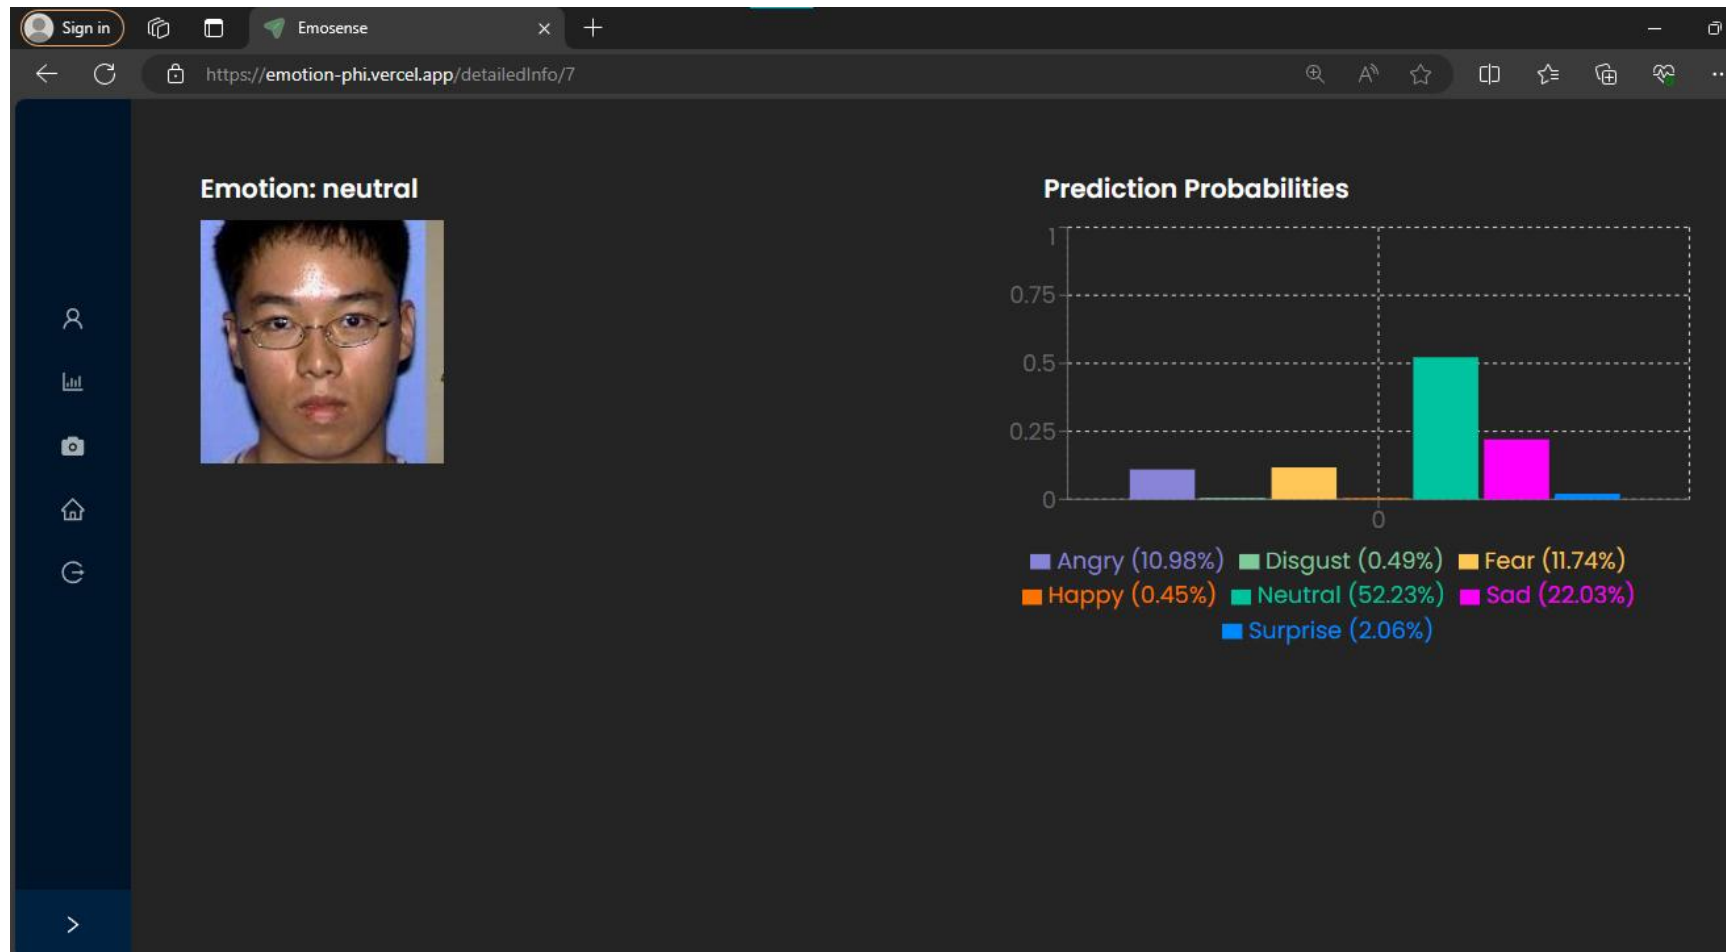 Sign in
Emosense
https://emotion-phi.vercel.app/detailedInfo/7
Emotion: neutral
Prediction Probabilities
1
0.75
0.5
0.25
0
0
Angry (10.98%) Disgust (0.49%) Fear (11.74%)
Happy (0.45%) Neutral (52.23%) Sad (22.03%)
Surprise (2.06%)